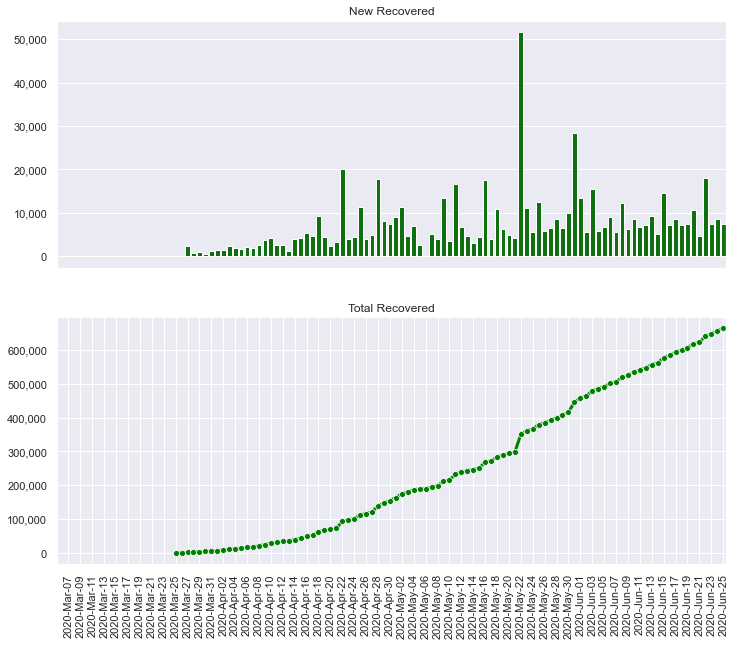 New Recovered
50,000
40,000
30,000
20,000
10,000
0
Total Recovered
600,000
500,000
400,000
300,000
200,000
100,000
0
2020-Mar-07
2020-Mar-09
2020-Mar-11
2020-Mar-13
2020-Mar-15
2020-Mar-17
2020-Mar-19
2020-Mar-21
2020-Mar-23
2020-Mar-25
2020-Mar-27
2020-Mar-29
2020-Mar-31
2020-Apr-02
2020-Apr-04
2020-Apr-06
2020-Apr-08
2020-Apr-10
2020-Apr-12
2020-Apr-14
2020-Apr-16
2020-Apr-18
2020-Apr-20
2020-Apr-22
2020-Apr-24
2020-Apr-26
2020-Apr-28
2020-Apr-30
2020-May-02
2020-May-04
2020-May-06
2020-May-08
2020-May-10
2020-May-12
2020-May-14
2020-May-16
2020-May-18
2020-May-20
2020-May-22
2020-May-24
2020-May-26
2020-May-28
2020-May-30
2020-Jun-01
2020-Jun-03
2020-Jun-05
2020-Jun-07
2020-Jun-09
2020-Jun-11
2020-Jun-13
2020-Jun-15
2020-Jun-17
2020-Jun-19
2020-Jun-21
2020-Jun-23
2020-Jun-25